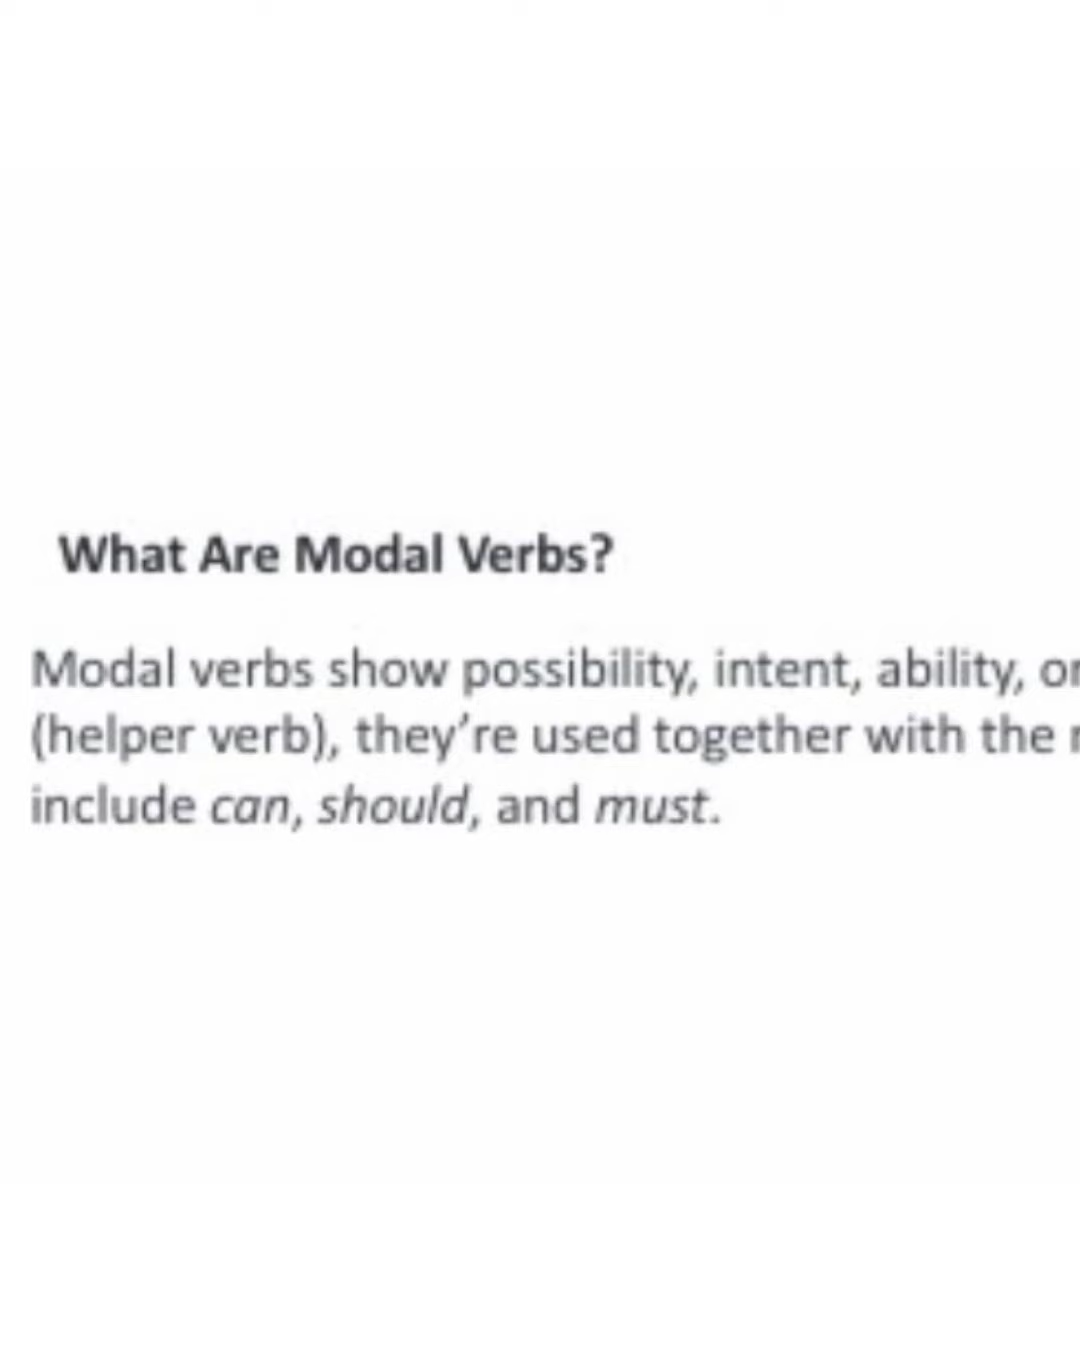 What Are Modal Verbs?
Modal verbs show possibility, intent, ability, or
(helper verb), they're used together with the
include can, should, and must.